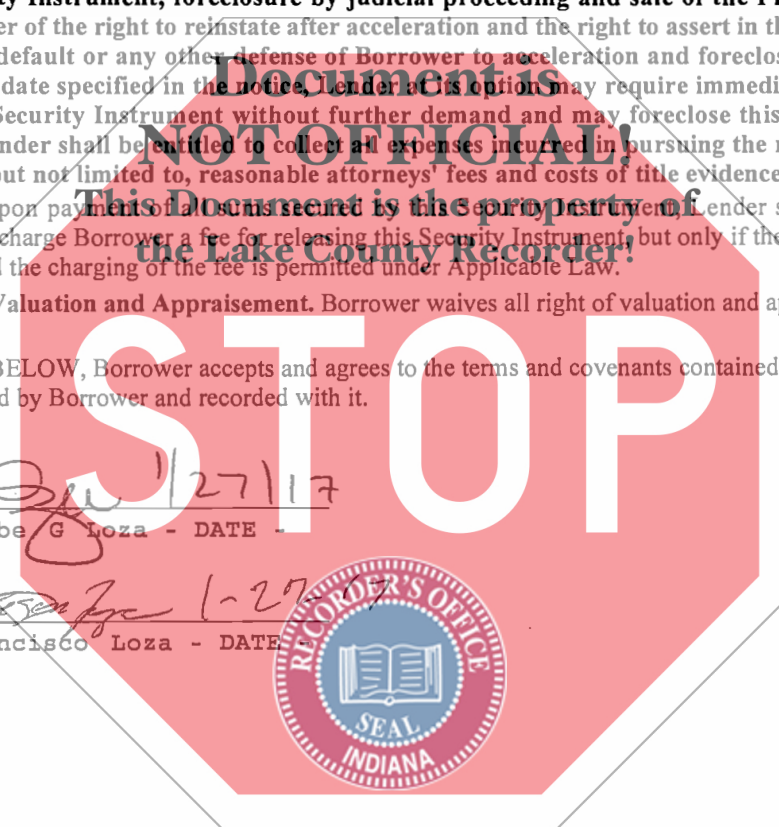 ty Instrument, foreclosure by judicial proceeding and sale of the P
er of the right to reinstate after acceleration and the right to assert in th
default or any other defense of Borrower to acceleration and foreclos
date specified in the notice, Lender at its option may require immedi
Security Instrument without further demand and may foreclose this
nder shall be entitled to collect all expenses incurred in pursuing the r
out not limited to, reasonable attorneys' fees and costs of title evidence
pon payment of all sums secured by this Security Instrument, Lender s
charge Borrower a fee for releasing this Security Instrument, but only if the
d the charging of the fee is permitted under Applicable Law.
Valuation and Appraisement. Borrower waives all right of valuation and ap
BELOW, Borrower accepts and agrees to the terms and covenants contained
d by Borrower and recorded with it.
Document is
NOT OFFICIAL!
This Document is the property of
the Lake County Recorder!
STOP
1/27/17
be G Loza - DATE -
1-27-17
ncisco Loza - DATE -
RECORDER'S OFFICE
SEAL
INDIANA